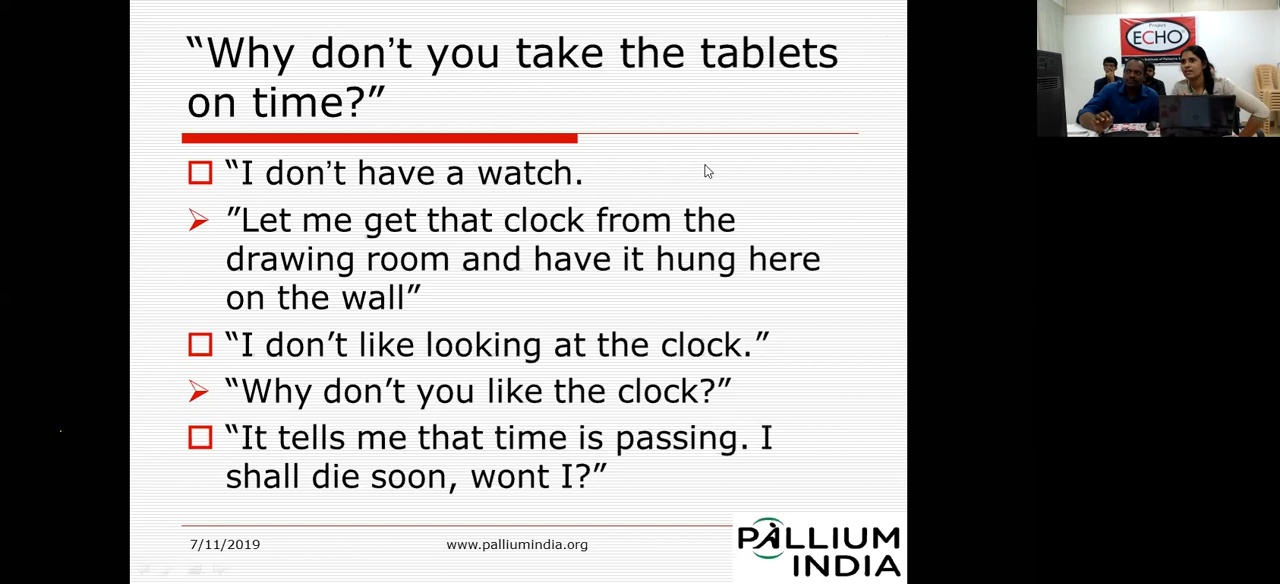 “Why don’t you take the tablets
on time?”
“I don’t have a watch.
”Let me get that clock from the
drawing room and have it hung here
on the wall”
“I don’t like looking at the clock.”
“Why don’t you like the clock?”
“It tells me that time is passing. I
shall die soon, wont I?”
7/11/2019
www.palliumindia.org
PALLIUM
INDIA
Project
ECHO